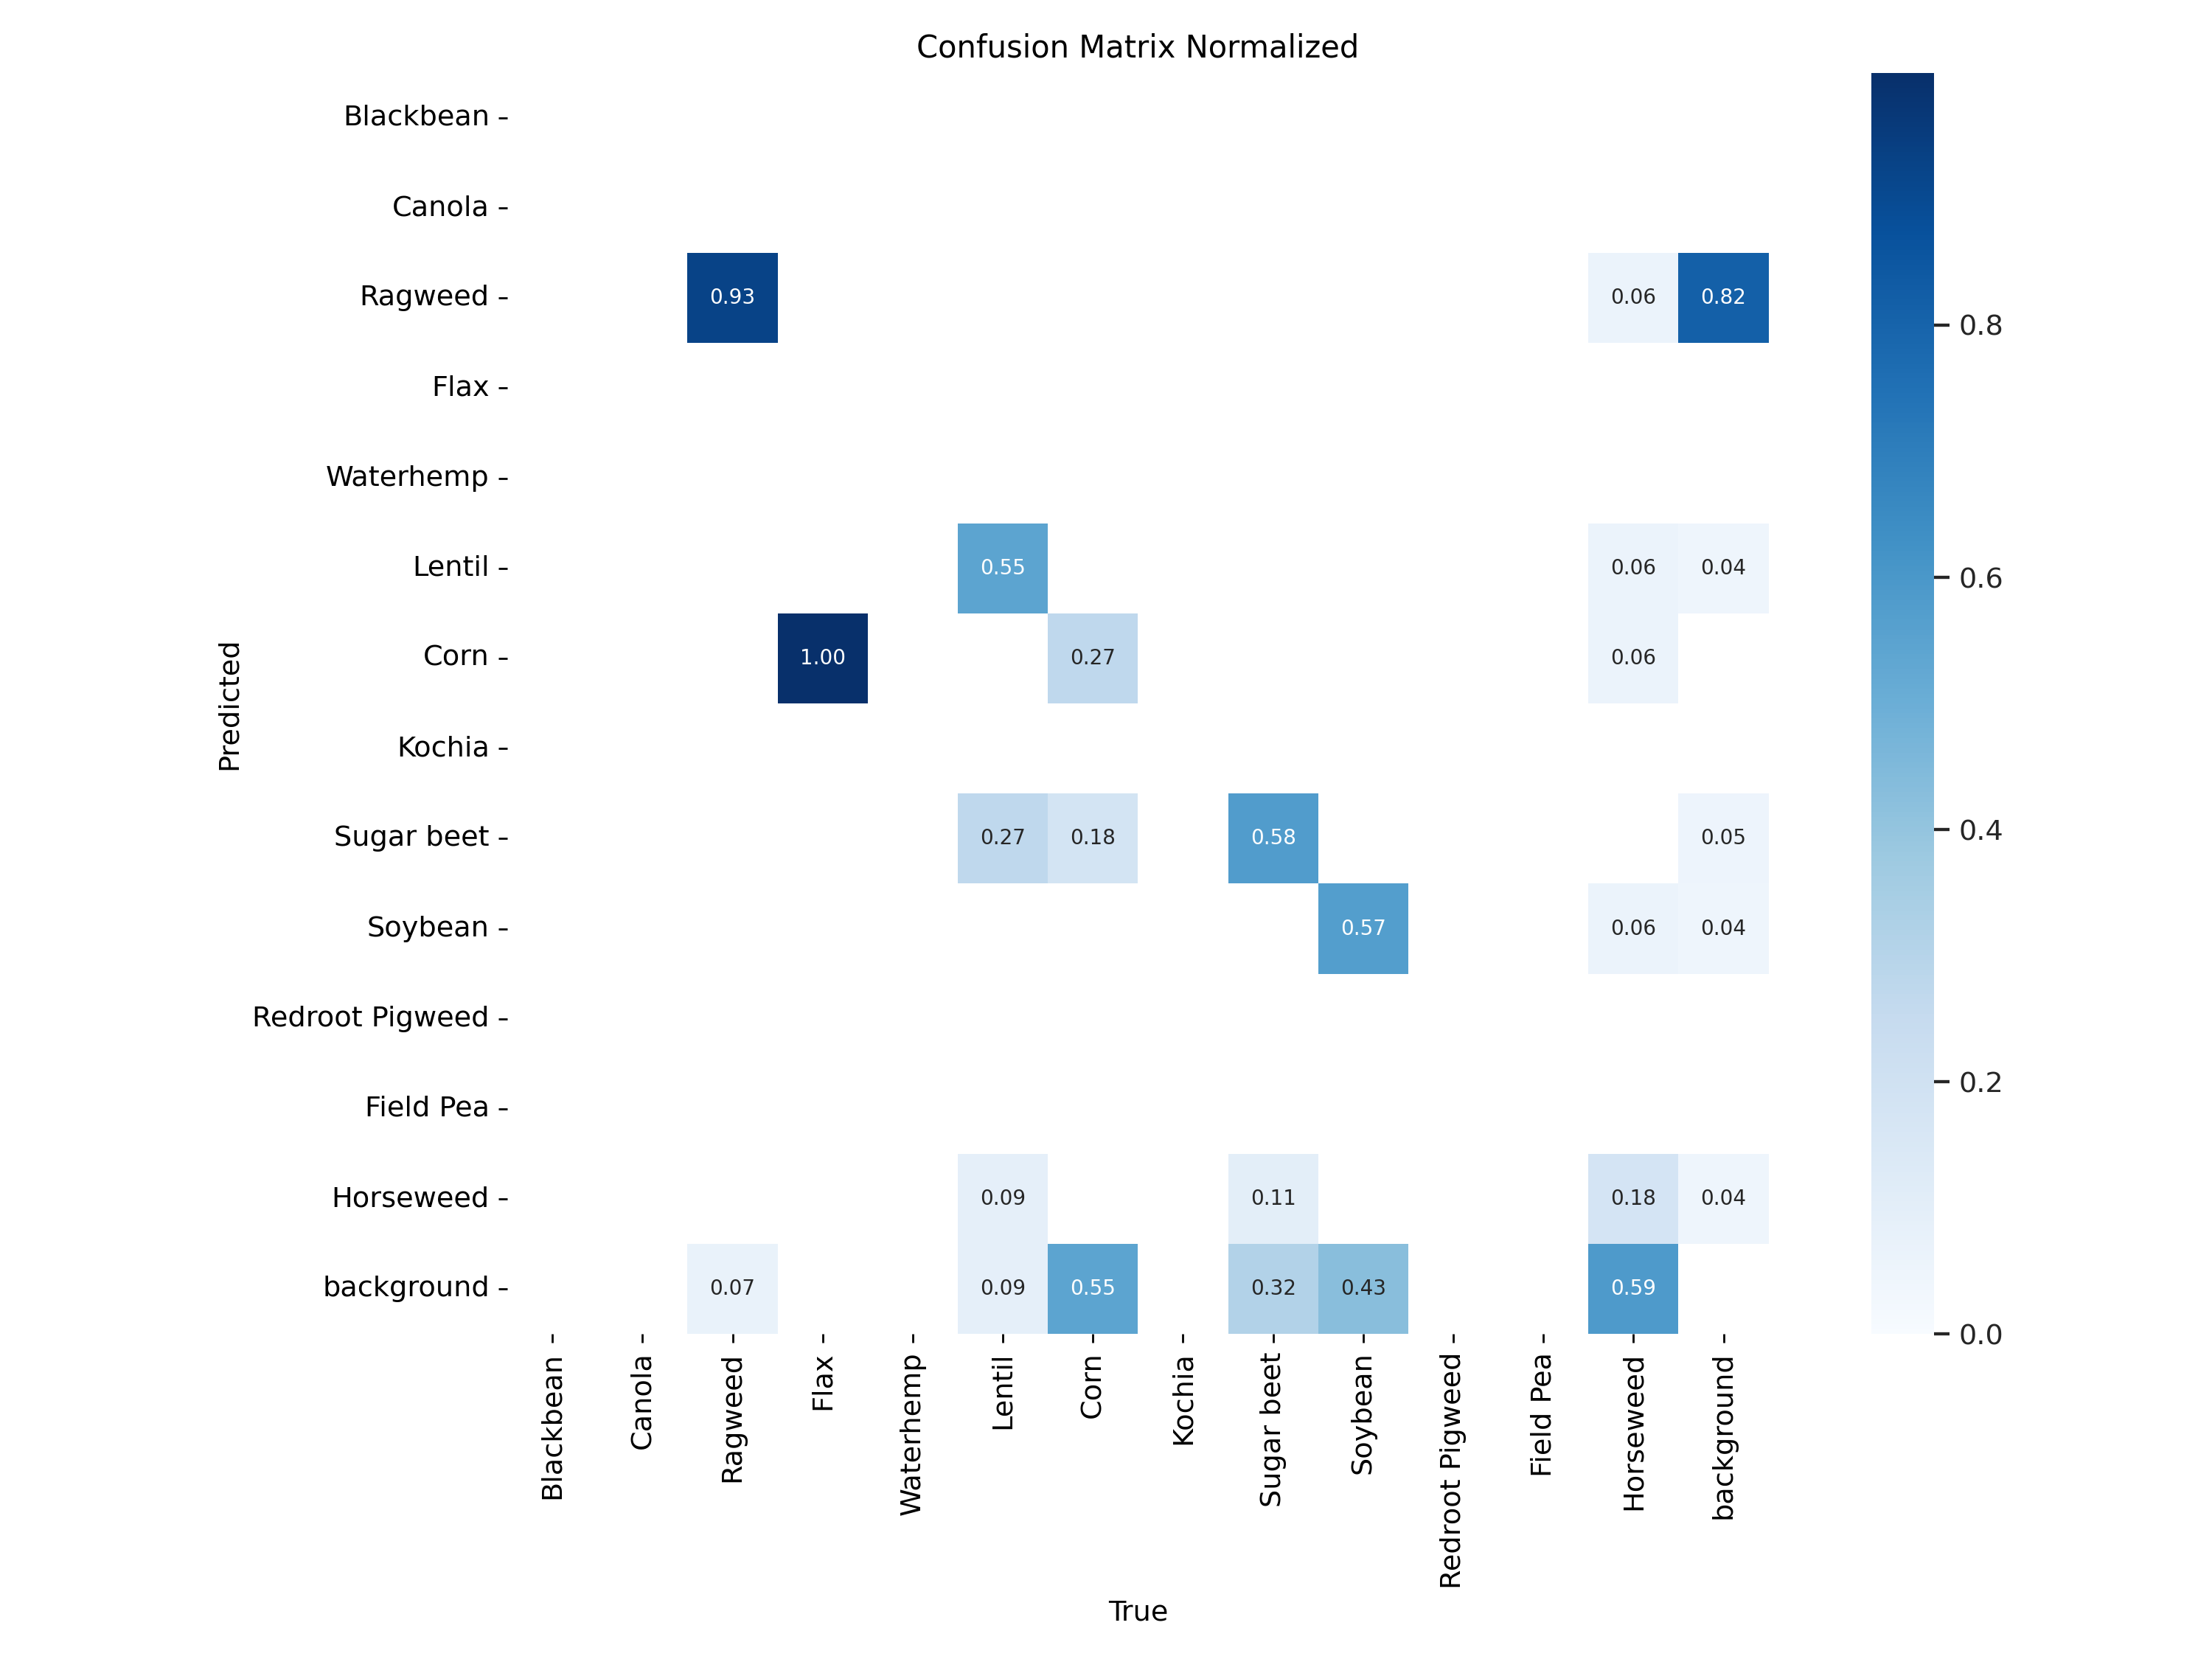 Confusion Matrix Normalized
Blackbean
Canola
Ragweed 0.93 0.06 0.82
Flax
Waterhemp
Lentil 0.55 0.06 0.04
Corn 1.00 0.27 0.06
Kochia
Sugar beet 0.27 0.18 0.58 0.05
Soybean 0.57 0.06 0.04
Redroot Pigweed
Field Pea
Horseweed 0.09 0.11 0.18 0.04
background 0.07 0.09 0.55 0.32 0.43 0.59
Predicted
Blackbean
Canola
Ragweed
Flax
Waterhemp
Lentil
Corn
Kochia
Sugar beet
Soybean
Redroot Pigweed
Field Pea
Horseweed
background
True
0.8
0.6
0.4
0.2
0.0